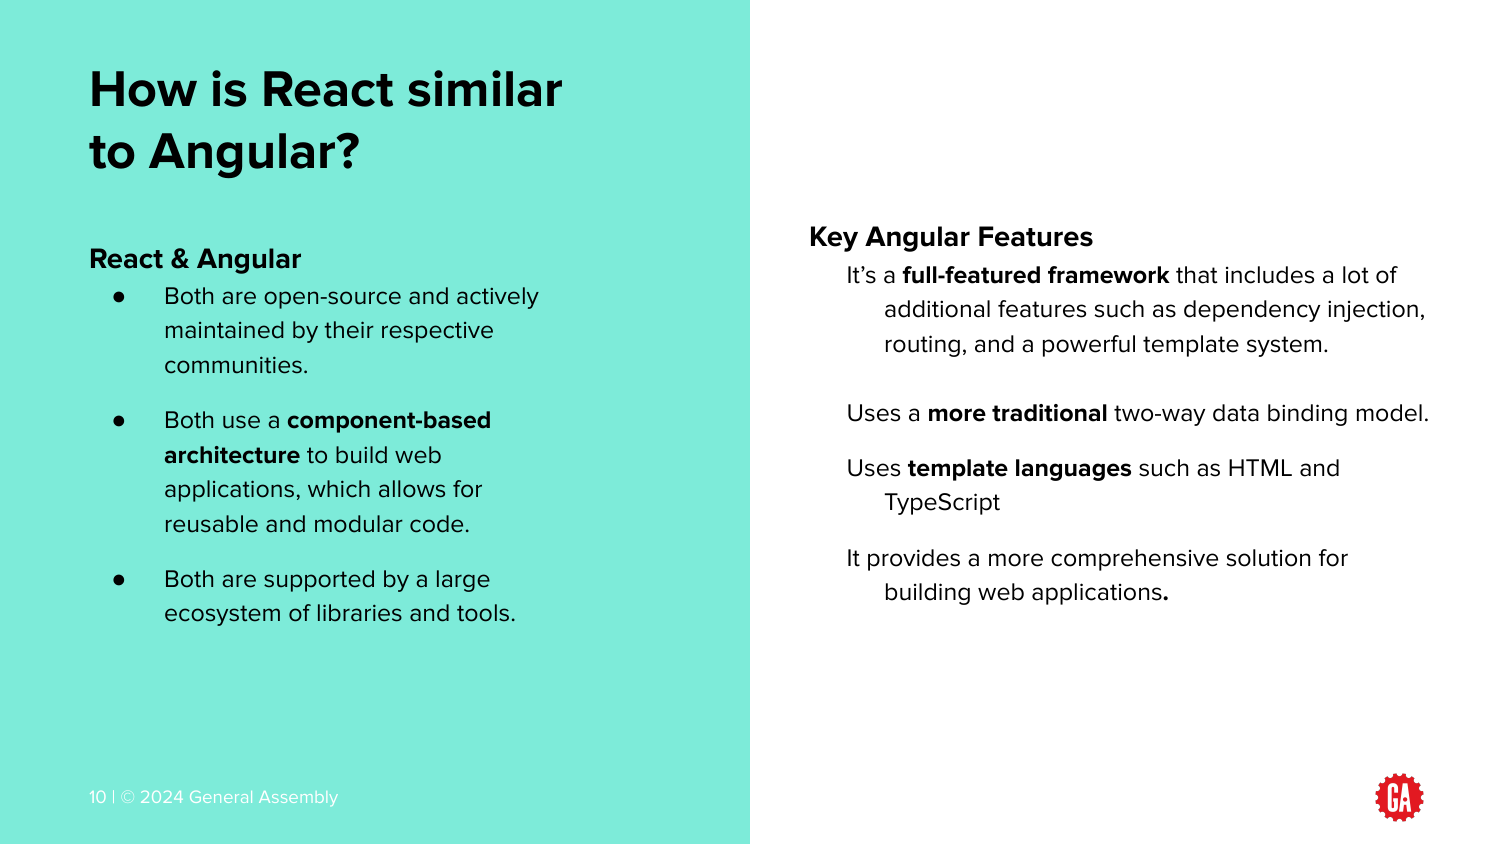 How is React similar
to Angular?
React & Angular
● Both are open-source and actively
maintained by their respective
communities.
● Both use a component-based
architecture to build web
applications, which allows for
reusable and modular code.
● Both are supported by a large
ecosystem of libraries and tools.
Key Angular Features
It’s a full-featured framework that includes a lot of
additional features such as dependency injection,
routing, and a powerful template system.
Uses a more traditional two-way data binding model.
Uses template languages such as HTML and
TypeScript
It provides a more comprehensive solution for
building web applications.
10 | © 2024 General Assembly
GA